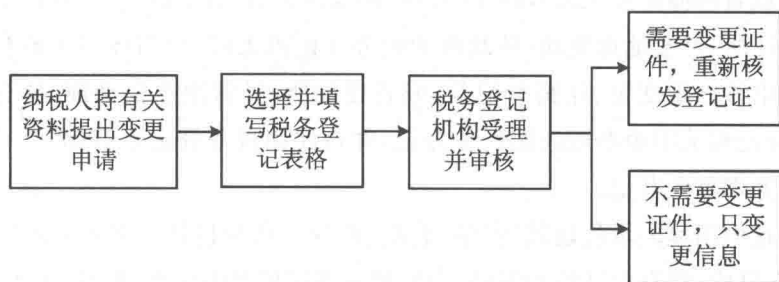 纳税人持有关
资料提出变更
申请
选择并填
写税务登
记表格
税务登记
机构受理
并审核
需要变更证
件，重新核
发登记证
不需要变更
证件，只变
更信息